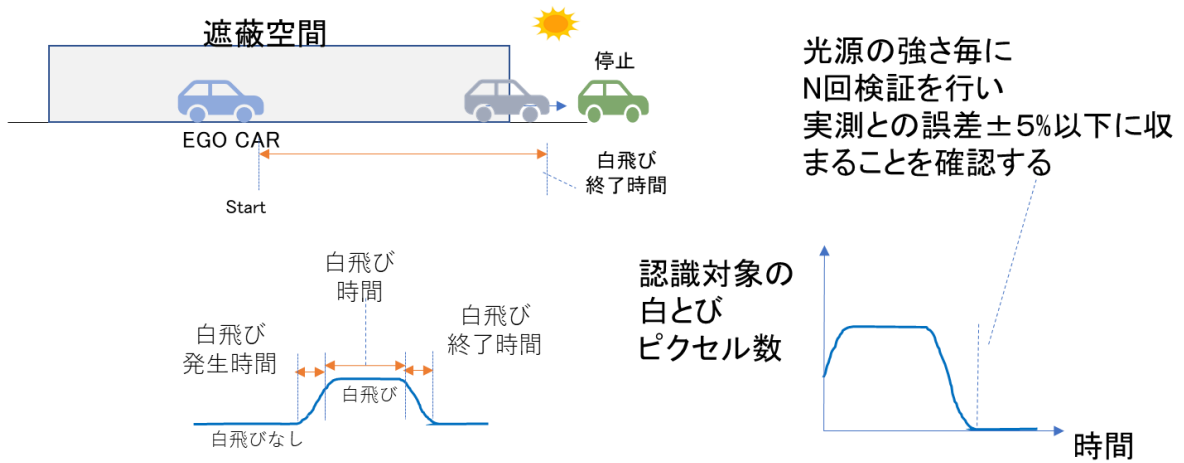 遮蔽空間
停止
EGO CAR
Start
白飛び
終了時間
光源の強さ毎に
N回検証を行い
実測との誤差±5%以下に収
まることを確認する
白飛び
時間
白飛び
発生時間
白飛び
終了時間
白飛び
白飛びなし
認識対象の
白とび
ピクセル数
時間